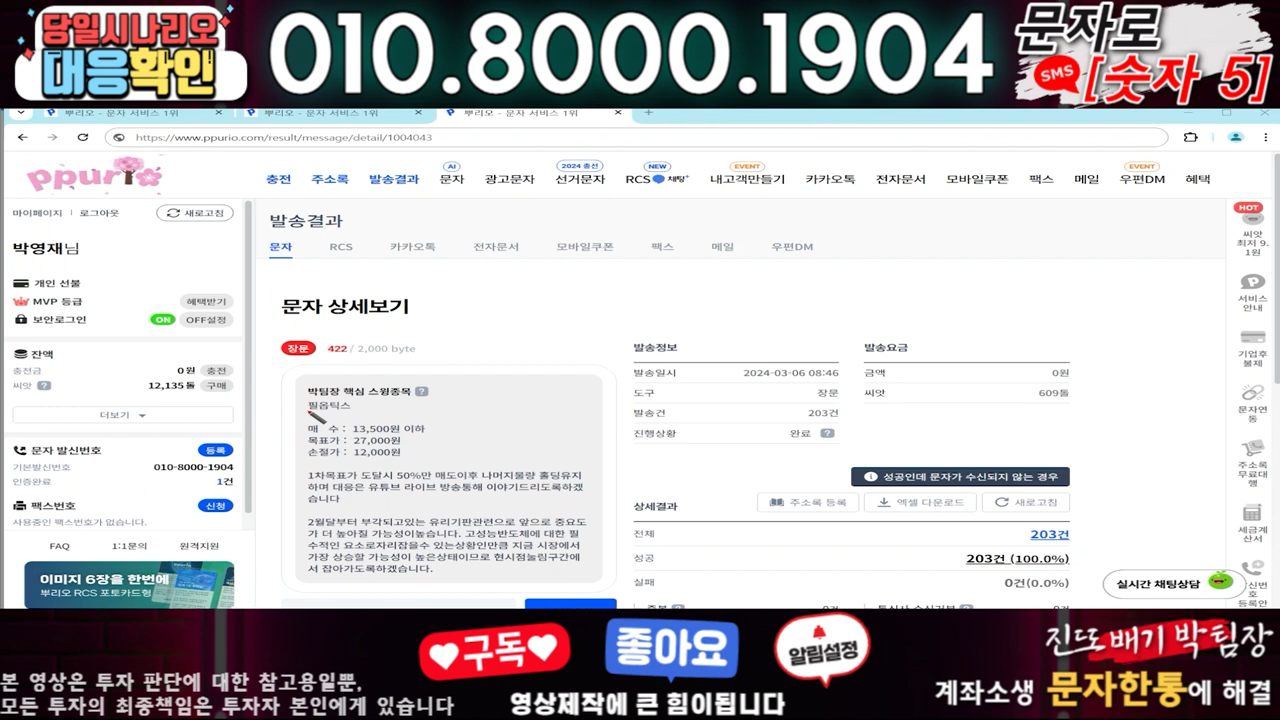 당일시나리오
대응확인
010.8000.1904
문자로
SMS
[숫자 5]
뿌리오 - 문자 서비스 1위
뿌리오 - 문자 서비스 1위
뿌리오 - 문자 서비스 1위
https://www.ppurio.com/result/message/detail/1004043
ppurio
충전
주소록
발송결과
AI
문자
광고문자
2024 총선
선거문자
NEW
RCS 채팅+
EVENT
내고객만들기
카카오톡
전자문서
모바일쿠폰
팩스
메일
EVENT
우편DM
혜택
마이페이지 | 로그아웃
새로고침
박영재님
개인 선불
MVP 등급
혜택받기
보안로그인
ON
OFF설정
잔액
충전금
0원
충전
씨앗 ?
12,135톨
구매
더보기
문자 발신번호
등록
기본발신번호
010-8000-1904
인증완료
1건
팩스번호
신청
사용중인 팩스번호가 없습니다.
FAQ
1:1문의
원격지원
이미지 6장을 한번에
뿌리오 RCS 포토카드형
발송결과
문자
RCS
카카오톡
전자문서
모바일쿠폰
팩스
메일
우편DM
문자 상세보기
장문
422 / 2,000 byte
박팀장 핵심 스윙종목 ?
필옵틱스
매 수 : 13,500원 이하
목표가 : 27,000원
손절가 : 12,000원
1차목표가 도달시 50%만 매도이후 나머지물량 홀딩유지
하며 대응은 유튜브 라이브 방송통해 이야기드리도록하겠
습니다
2월달부터 부각되고있는 유리기판관련으로 앞으로 중요도
가 더 높아질 가능성이높습니다. 고성능반도체에 대한 필
수적인 요소로자리잡을수 있는상황인만큼 지금 시장에서
가장 상승할 가능성이 높은상태이므로 현시점눌림구간에
서 잡아가도록하겠습니다.
발송정보
발송일시
2024-03-06 08:46
도구
장문
발송건
203건
진행상황
완료 ?
발송요금
금액
0원
씨앗
609톨
성공인데 문자가 수신되지 않는 경우
상세결과
주소록 등록
엑셀 다운로드
새로고침
전체
203건
성공
203건 (100.0%)
실패
0건(0.0%)
HOT
씨앗
최저 9.
1원
서비스
안내
기업후
불제
문자연
동
주소록
무료대
행
세금계
산서
실시간 채팅상담
본 영상은 투자 판단에 대한 참고용일뿐,
모든 투자의 최종책임은 투자자 본인에게 있습니다
구독
좋아요
알림설정
영상제작에 큰 힘이됩니다
진또배기 박팀장
계좌소생 문자한통에 해결